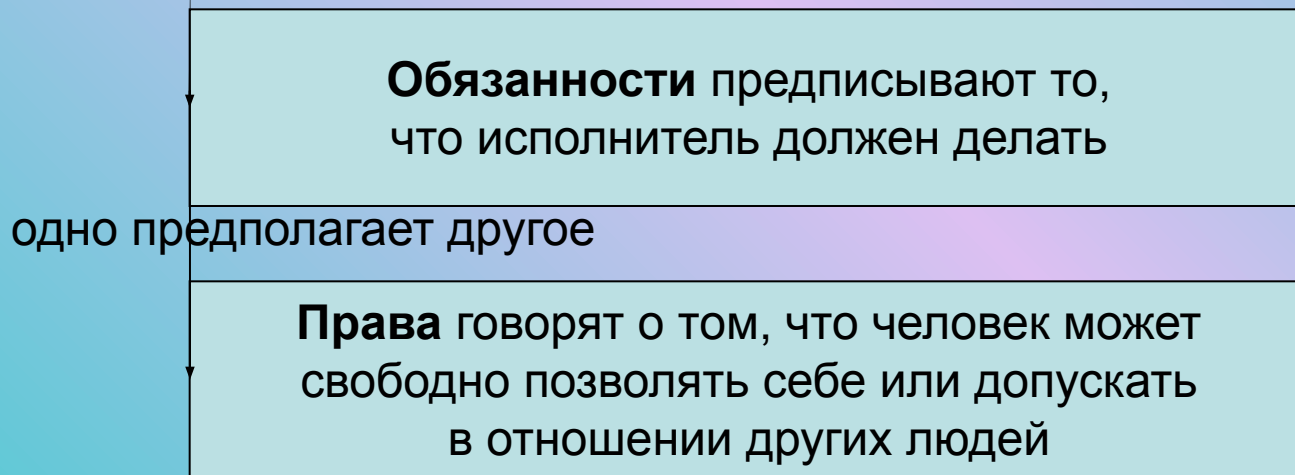 Обязанности предписывают то,
что исполнитель должен делать
одно предполагает другое
Права говорят о том, что человек может
свободно позволять себе или допускать
в отношении других людей